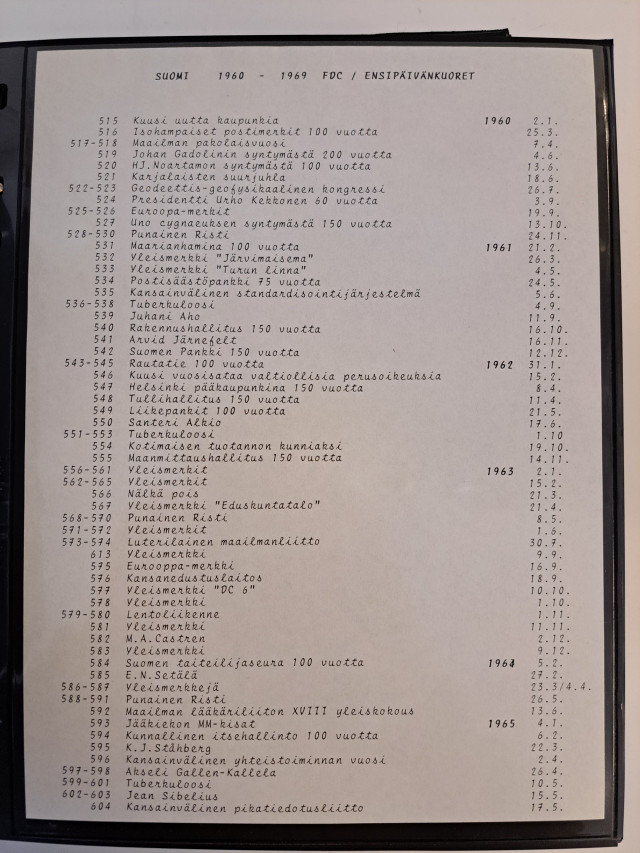 SUOMI 1960 - 1969 FDC / ENSIPÄIVÄNKUORET
515 Kuusi uutta kaupunkia 1960 2.1.
516 Isohampaiset postimerkit 100 vuotta 25.3.
517-518 Maailman pakolaisvuosi 7.4.
519 Johan Gadolinin syntymästä 200 vuotta 4.6.
520 HJ.Noartamon syntymästä 100 vuotta 13.6.
521 Karjalaisten suurjuhla 18.6.
522-523 Geodeettis-geofysikaalinen kongressi 26.7.
524 Presidentti Urho Kekkonen 60 vuotta 3.9.
525-526 Euroopa-merkit 19.9.
527 Uno cygnaeuksen syntymästä 150 vuotta 13.10.
528-530 Punainen Risti 24.11.
531 Maarianhamina 100 vuotta 1961 21.2.
532 Yleismerkki "Järvimaisema" 26.3.
533 Yleismerkki "Turun linna" 4.5.
534 Postisäästöpankki 75 vuotta 24.5.
535 Kansainvälinen standardisointijärjestelmä 5.6.
536-538 Tuberkuloosi 4.9.
539 Juhani Aho 11.9.
540 Rakennushallitus 150 vuotta 16.10.
541 Arvid Järnefelt 16.11.
542 Suomen Pankki 150 vuotta 12.12.
543-545 Rautatie 100 vuotta 1962 31.1.
546 Kuusi vuosisataa valtiollisia perusoikeuksia 15.2.
547 Helsinki pääkaupunkina 150 vuotta 8.4.
548 Tullihallitus 150 vuotta 11.4.
549 Liikepankit 100 vuotta 21.5.
550 Santeri Alkio 17.6.
551-553 Tuberkuloosi 1.10
554 Kotimaisen tuotannon kunniaksi 19.10.
555 Maanmittaushallitus 150 vuotta 14.11.
556-561 Yleismerkit 1963 2.1.
562-565 Yleismerkit 15.2.
566 Nälkä pois 21.3.
567 Yleismerkki "Eduskuntatalo" 21.4.
568-570 Punainen Risti 8.5.
571-572 Yleismerkit 1.6.
573-574 Luterilainen maailmanliitto 30.7.
613 Yleismerkki 9.9.
575 Eurooppa-merkki 16.9.
576 Kansanedustuslaitos 18.9.
577 Yleismerkki "DC 6" 10.10.
578 Yleismerkki 1.10.
579-580 Lentoliikenne 1.11.
581 Yleismerkki 11.11.
582 M.A.Castren 2.12.
583 Yleismerkki 9.12.
584 Suomen taiteilijaseura 100 vuotta 1964 5.2.
585 E.N.Setälä 27.2.
586-587 Yleismerkkejä 23.3/4.4.
588-591 Punainen Risti 26.5.
592 Maailman lääkäriliiton XVIII yleiskokous 13.6.
593 Jääkiekon MM-kisat 1965 4.1.
594 Kunnallinen itsehallinto 100 vuotta 6.2.
595 K.J.Ståhberg 22.3.
596 Kansainvälinen yhteistoiminnan vuosi 2.4.
597-598 Akseli Gallen-Kallela 26.4.
599-601 Tuberkuloosi 10.5.
602-603 Jean Sibelius 15.5.
604 Kansainvälinen pikatiedotusliitto 17.5.